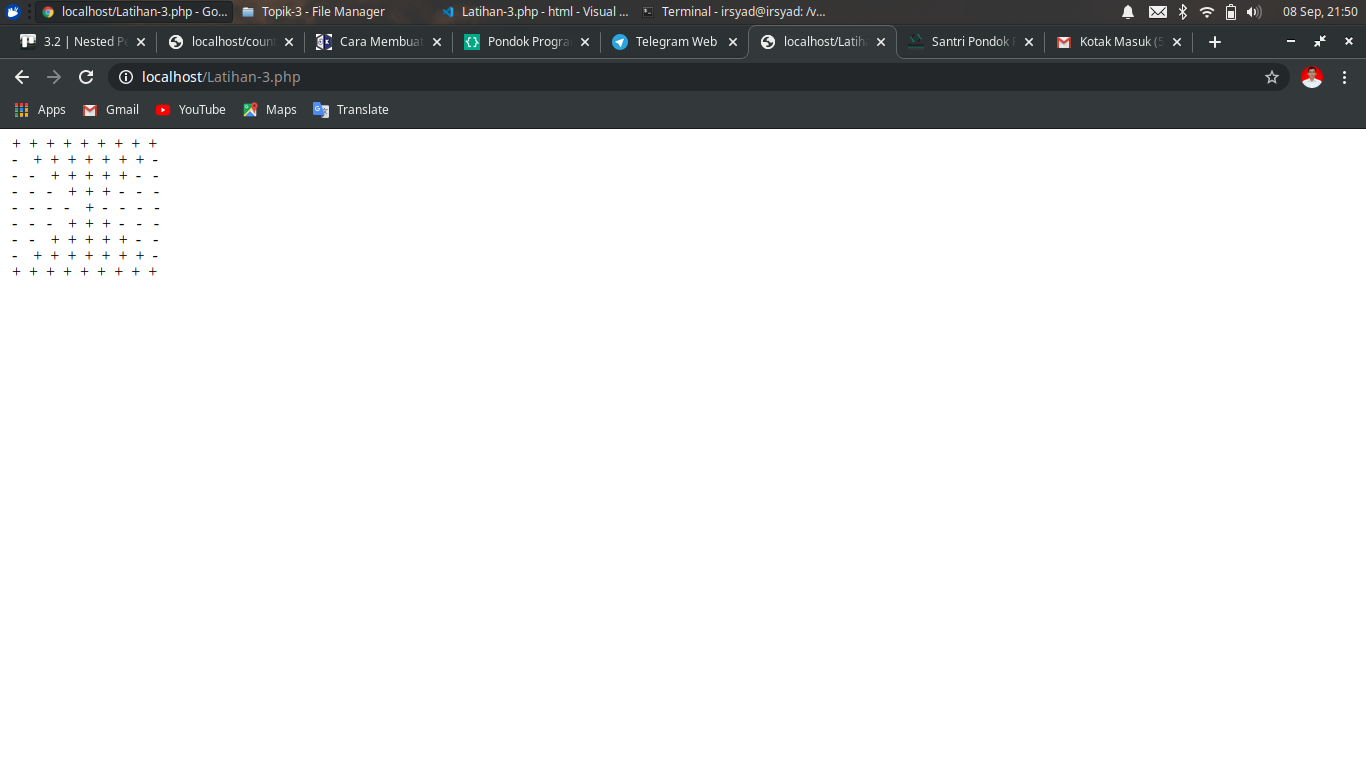 localhost/Latihan-3.php - Go...
Topik-3 - File Manager
Latihan-3.php - html - Visual ...
Terminal - irsyad@irsyad: /v...
08 Sep, 21:50
3.2 | Nested Pe
localhost/coun
Cara Membuat
Pondok Progra
Telegram Web
localhost/Latih
Santri Pondok P
Kotak Masuk (5
localhost/Latihan-3.php
Apps
Gmail
YouTube
Maps
Translate
+ + + + + + + + +
- + + + + + + + -
- - + + + + + - -
- - - + + + - - -
- - - - + - - - -
- - - + + + - - -
- - + + + + + - -
- + + + + + + + -
+ + + + + + + + +